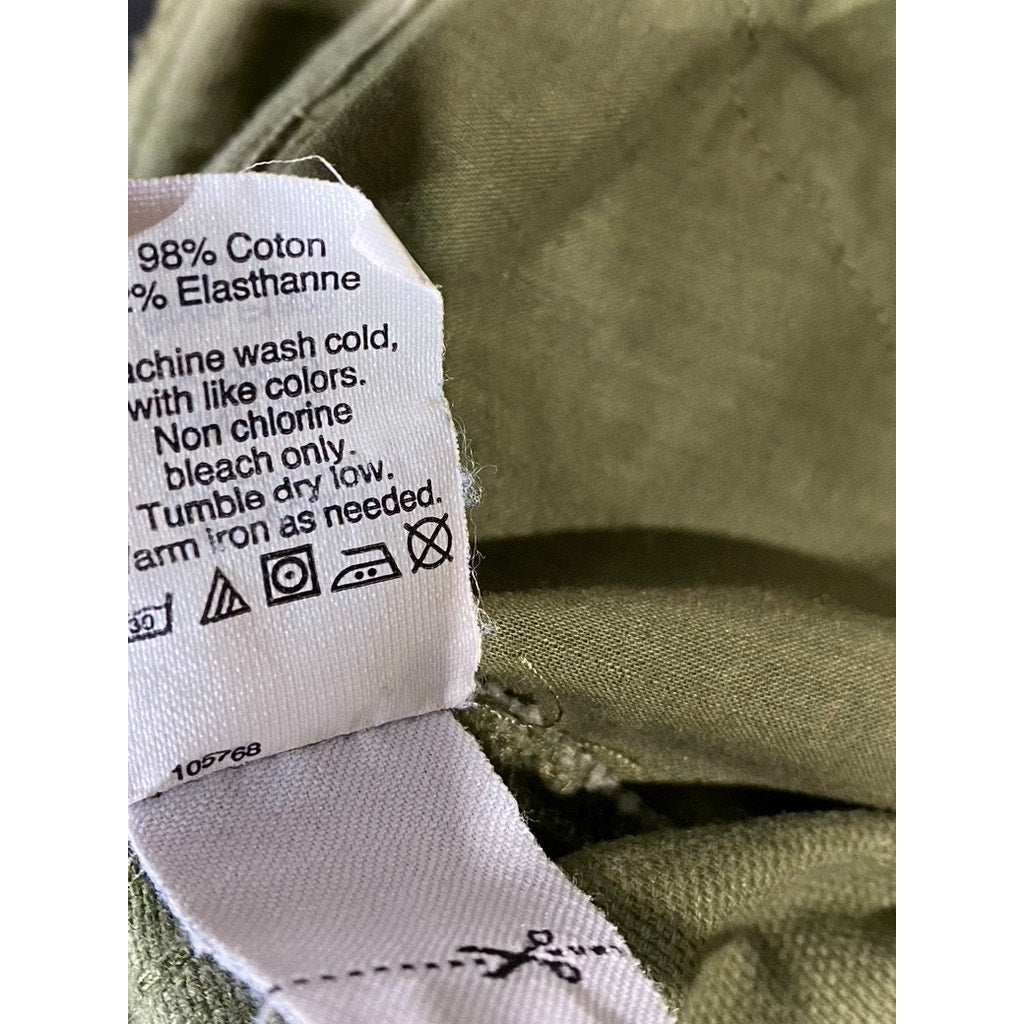 98% Coton
% Elasthanne
achine wash cold,
with like colors.
Non chlorine
bleach only.
Tumble dry low.
arm iron as needed.
30
105768